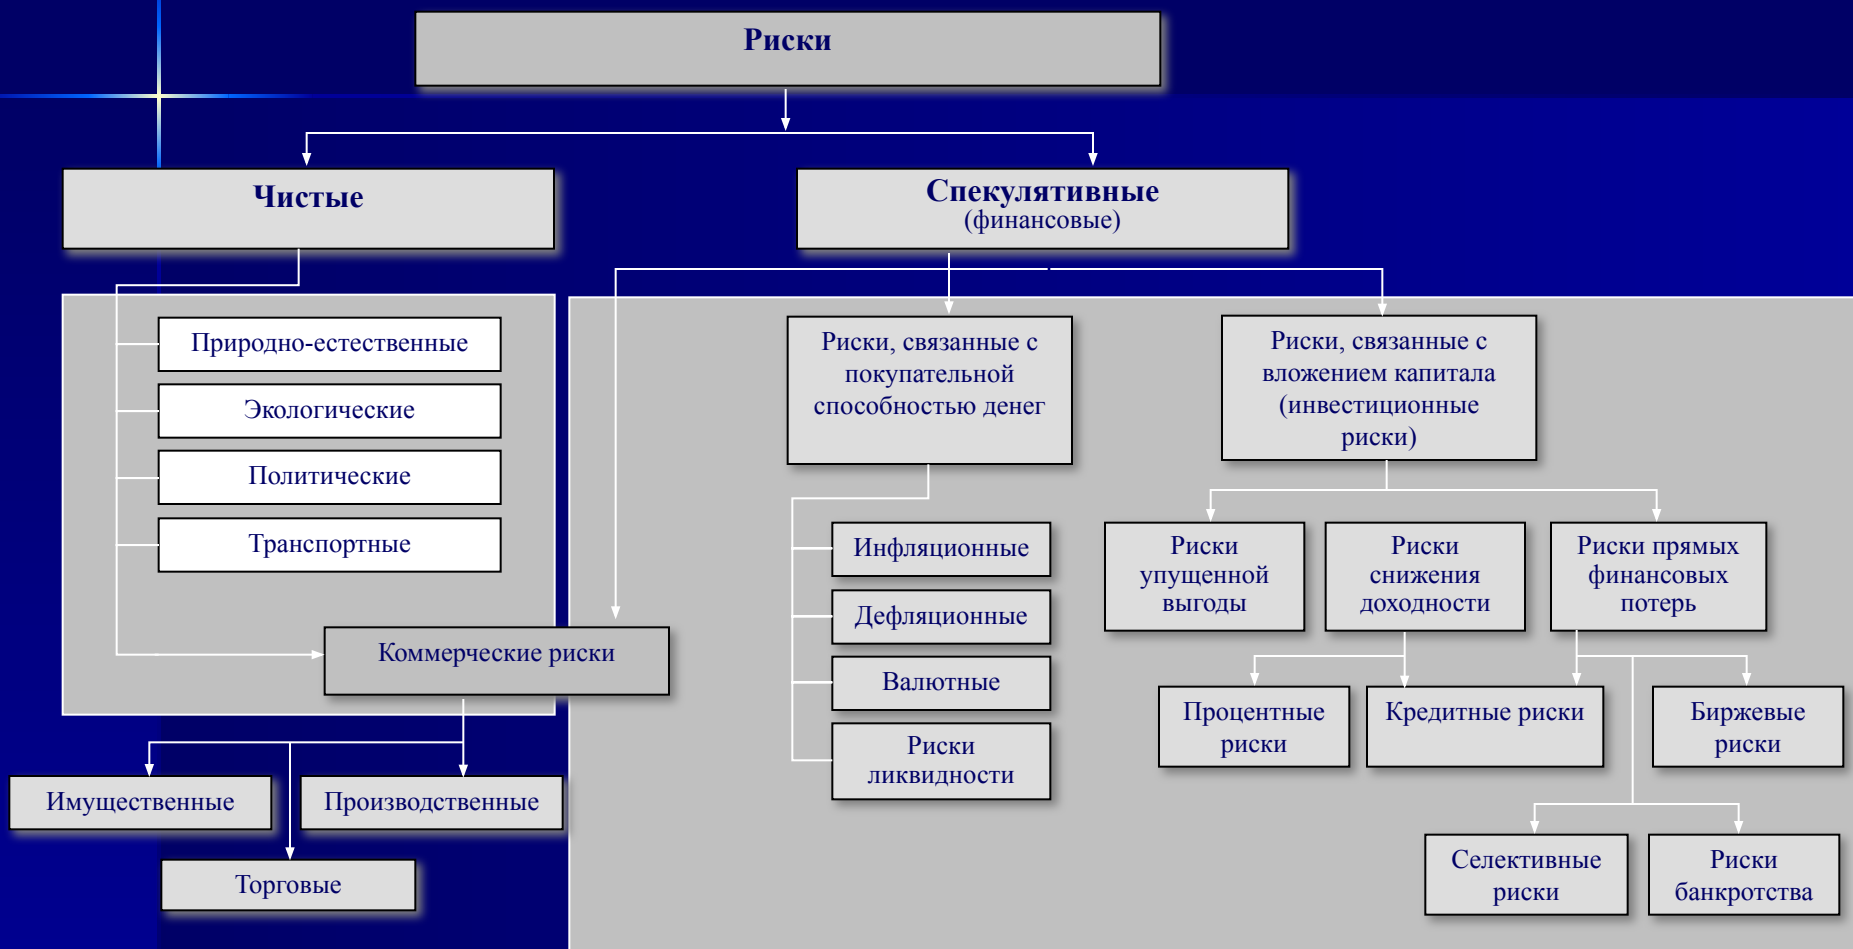 Риски
Чистые
Спекулятивные
(финансовые)
Природно-естественные
Экологические
Политические
Транспортные
Коммерческие риски
Имущественные
Производственные
Торговые
Риски, связанные с
покупательной
способностью денег
Инфляционные
Дефляционные
Валютные
Риски
ликвидности
Риски, связанные с
вложением капитала
(инвестиционные
риски)
Риски
упущенной
выгоды
Риски
снижения
доходности
Риски прямых
финансовых
потерь
Процентные
риски
Кредитные риски
Биржевые
риски
Селективные
риски
Риски
банкротства